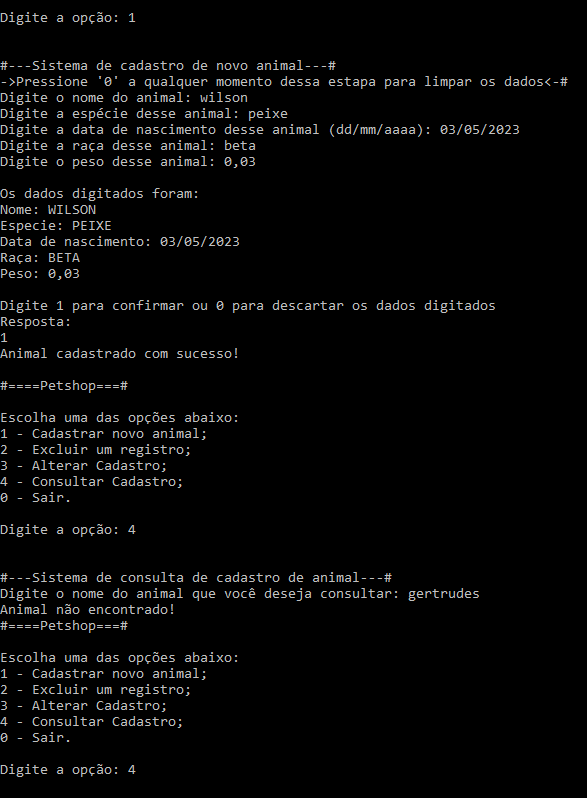 Digite a opção: 1
#---Sistema de cadastro de novo animal---#
->Pressione '0' a qualquer momento dessa estapa para limpar os dados<-#
Digite o nome do animal: wilson
Digite a espécie desse animal: peixe
Digite a data de nascimento desse animal (dd/mm/aaaa): 03/05/2023
Digite a raça desse animal: beta
Digite o peso desse animal: 0,03
Os dados digitados foram:
Nome: WILSON
Especie: PEIXE
Data de nascimento: 03/05/2023
Raça: BETA
Peso: 0,03
Digite 1 para confirmar ou 0 para descartar os dados digitados
Resposta:
1
Animal cadastrado com sucesso!
#====Petshop===#
Escolha uma das opções abaixo:
1 - Cadastrar novo animal;
2 - Excluir um registro;
3 - Alterar Cadastro;
4 - Consultar Cadastro;
0 - Sair.
Digite a opção: 4
#---Sistema de consulta de cadastro de animal---#
Digite o nome do animal que você deseja consultar: gertrudes
Animal não encontrado!
#====Petshop===#
Escolha uma das opções abaixo:
1 - Cadastrar novo animal;
2 - Excluir um registro;
3 - Alterar Cadastro;
4 - Consultar Cadastro;
0 - Sair.
Digite a opção: 4